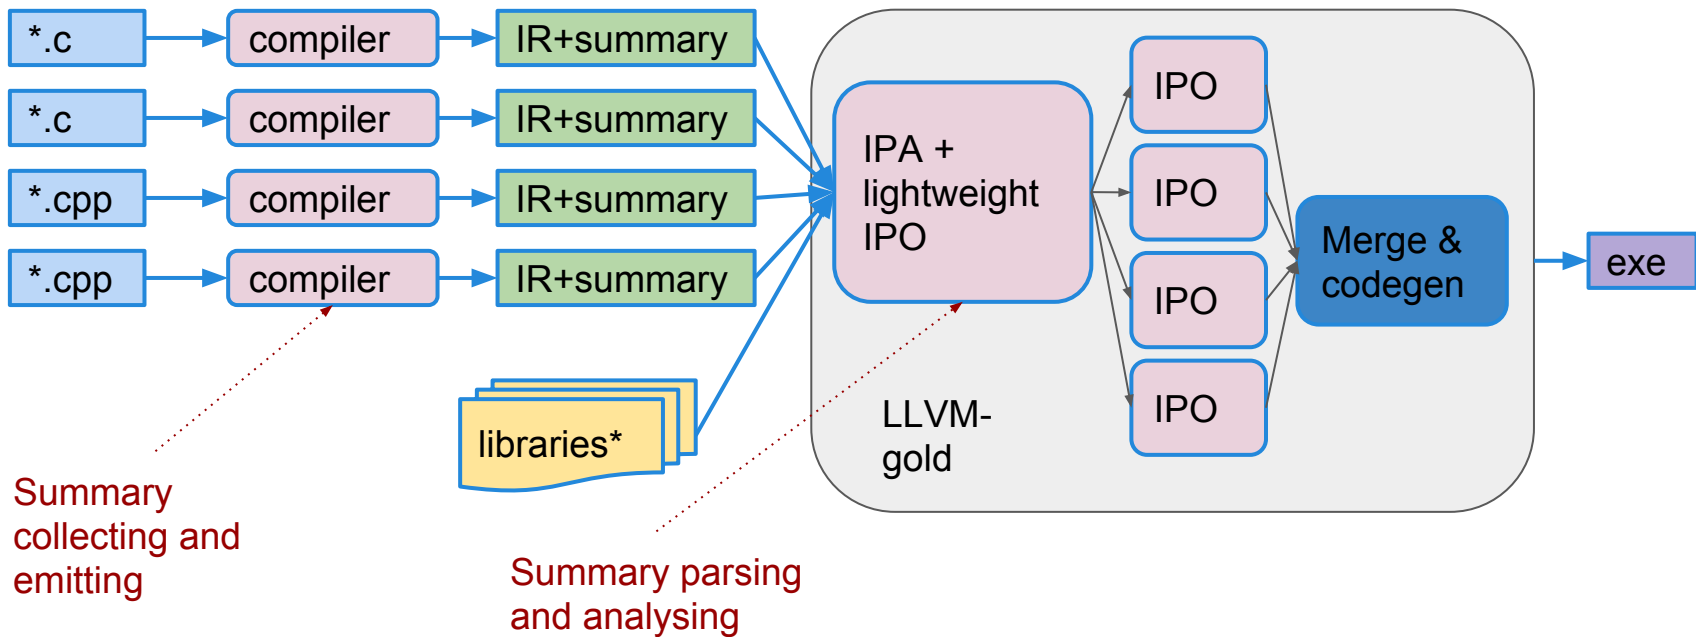 *.c
compiler
IR+summary
*.c
compiler
IR+summary
*.cpp
compiler
IR+summary
*.cpp
compiler
IR+summary
libraries*
IPA +
lightweight
IPO
IPO
IPO
IPO
IPO
Merge &
codegen
exe
LLVM-
gold
Summary
collecting and
emitting
Summary parsing
and analysing